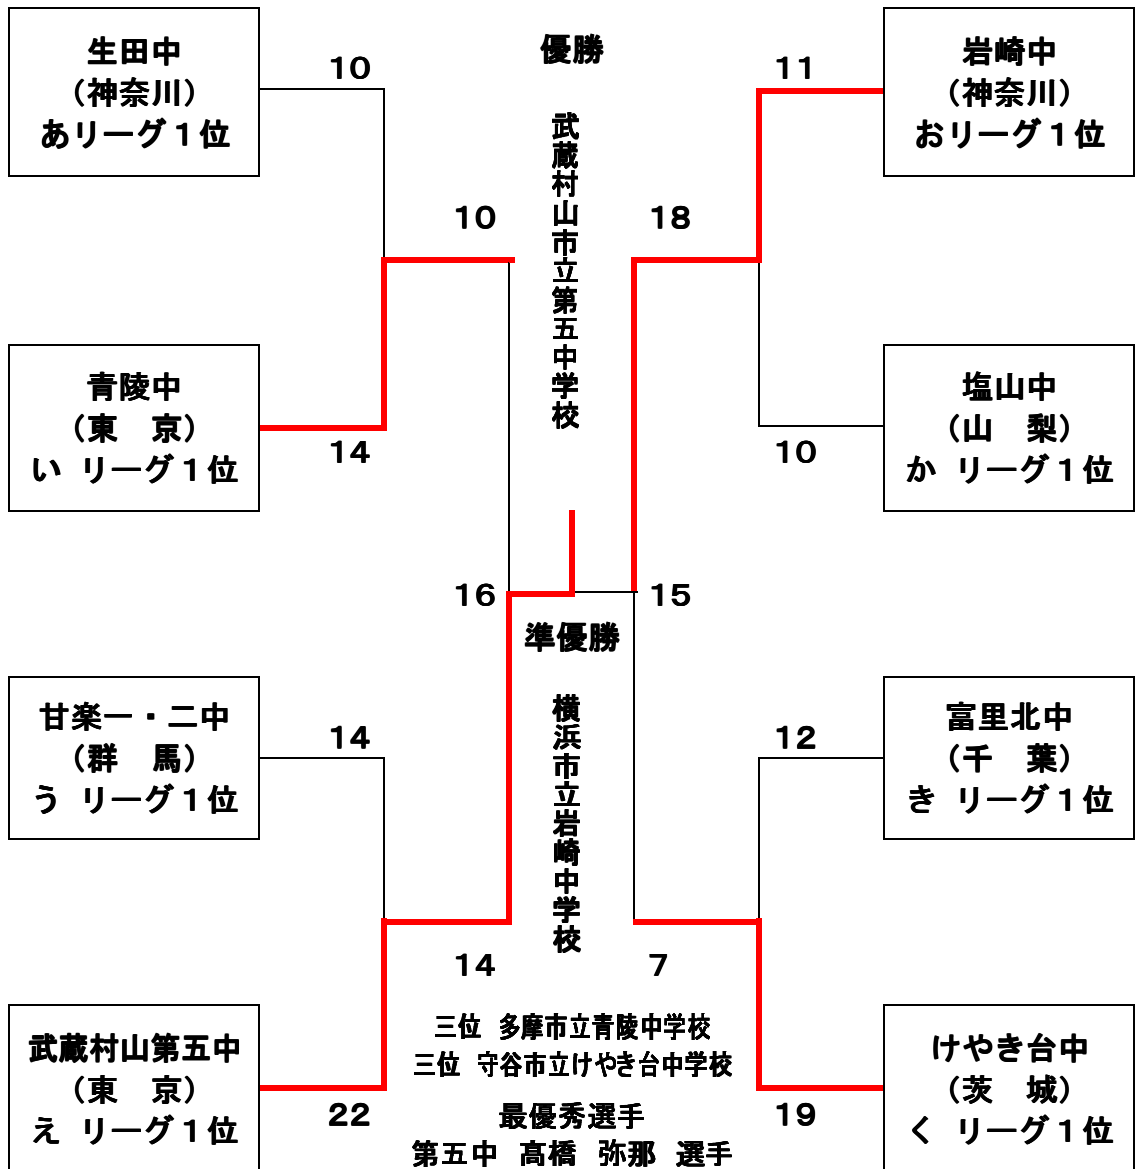 生田中
（神奈川）
あリーグ１位
10
優勝
武蔵村山市立第五中学校
11
岩崎中
（神奈川）
おリーグ１位
10
18
青陵中
（東　京）
い　リーグ１位
14
10
塩山中
（山　梨）
か　リーグ１位
16
15
準優勝
横浜市立岩崎中学校
甘楽一・二中
（群　馬）
う　リーグ１位
14
12
富里北中
（千　葉）
き　リーグ１位
14
7
武蔵村山第五中
（東　京）
え　リーグ１位
22
三位　多摩市立青陵中学校
三位　守谷市立けやき台中学校
最優秀選手
第五中　髙橋　弥那　選手
19
けやき台中
（茨　城）
く　リーグ１位